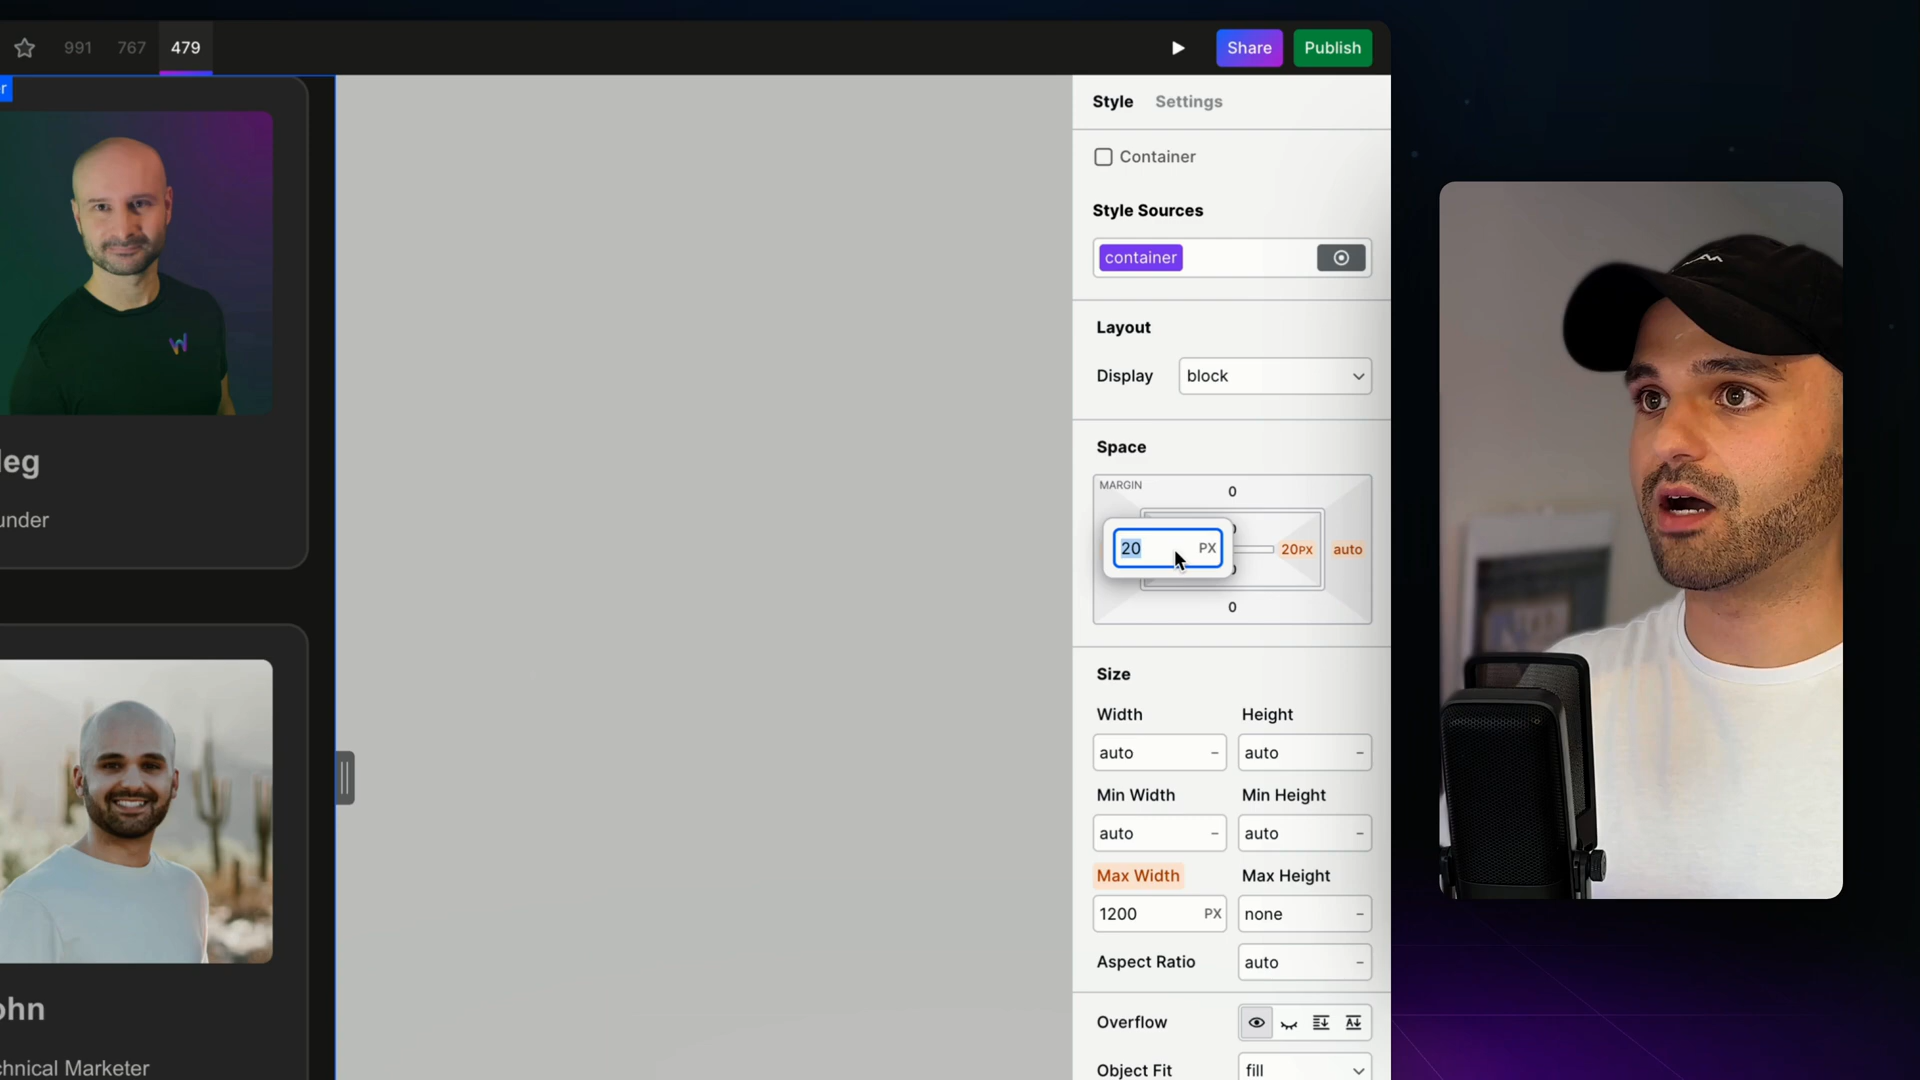 991 767 479
Share Publish
r
Style Settings
Container
Style Sources
container
Layout
Display block
Space
MARGIN
0
20 PX
20PX auto
0
Size
Width Height
auto – auto –
Min Width Min Height
auto – auto –
Max Width Max Height
1200 PX none –
Aspect Ratio auto –
Overflow
Object Fit fill
leg
under
ohn
chnical Marketer